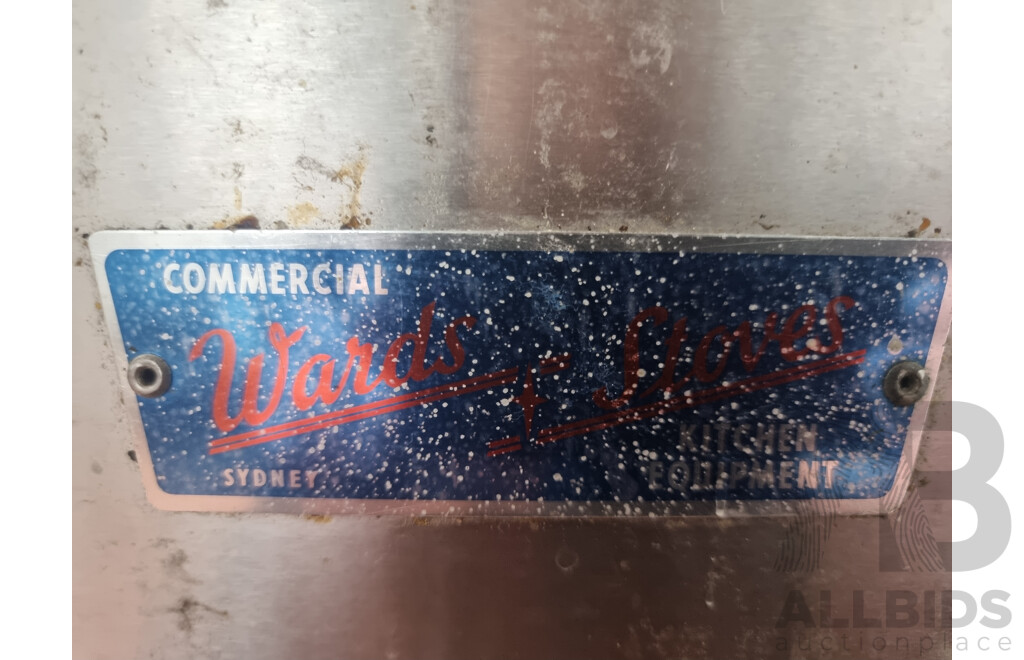 COMMERCIAL
Wards Stoves
SYDNEY
KITCHEN
EQUIPMENT
ALLBIDS
auctionplace